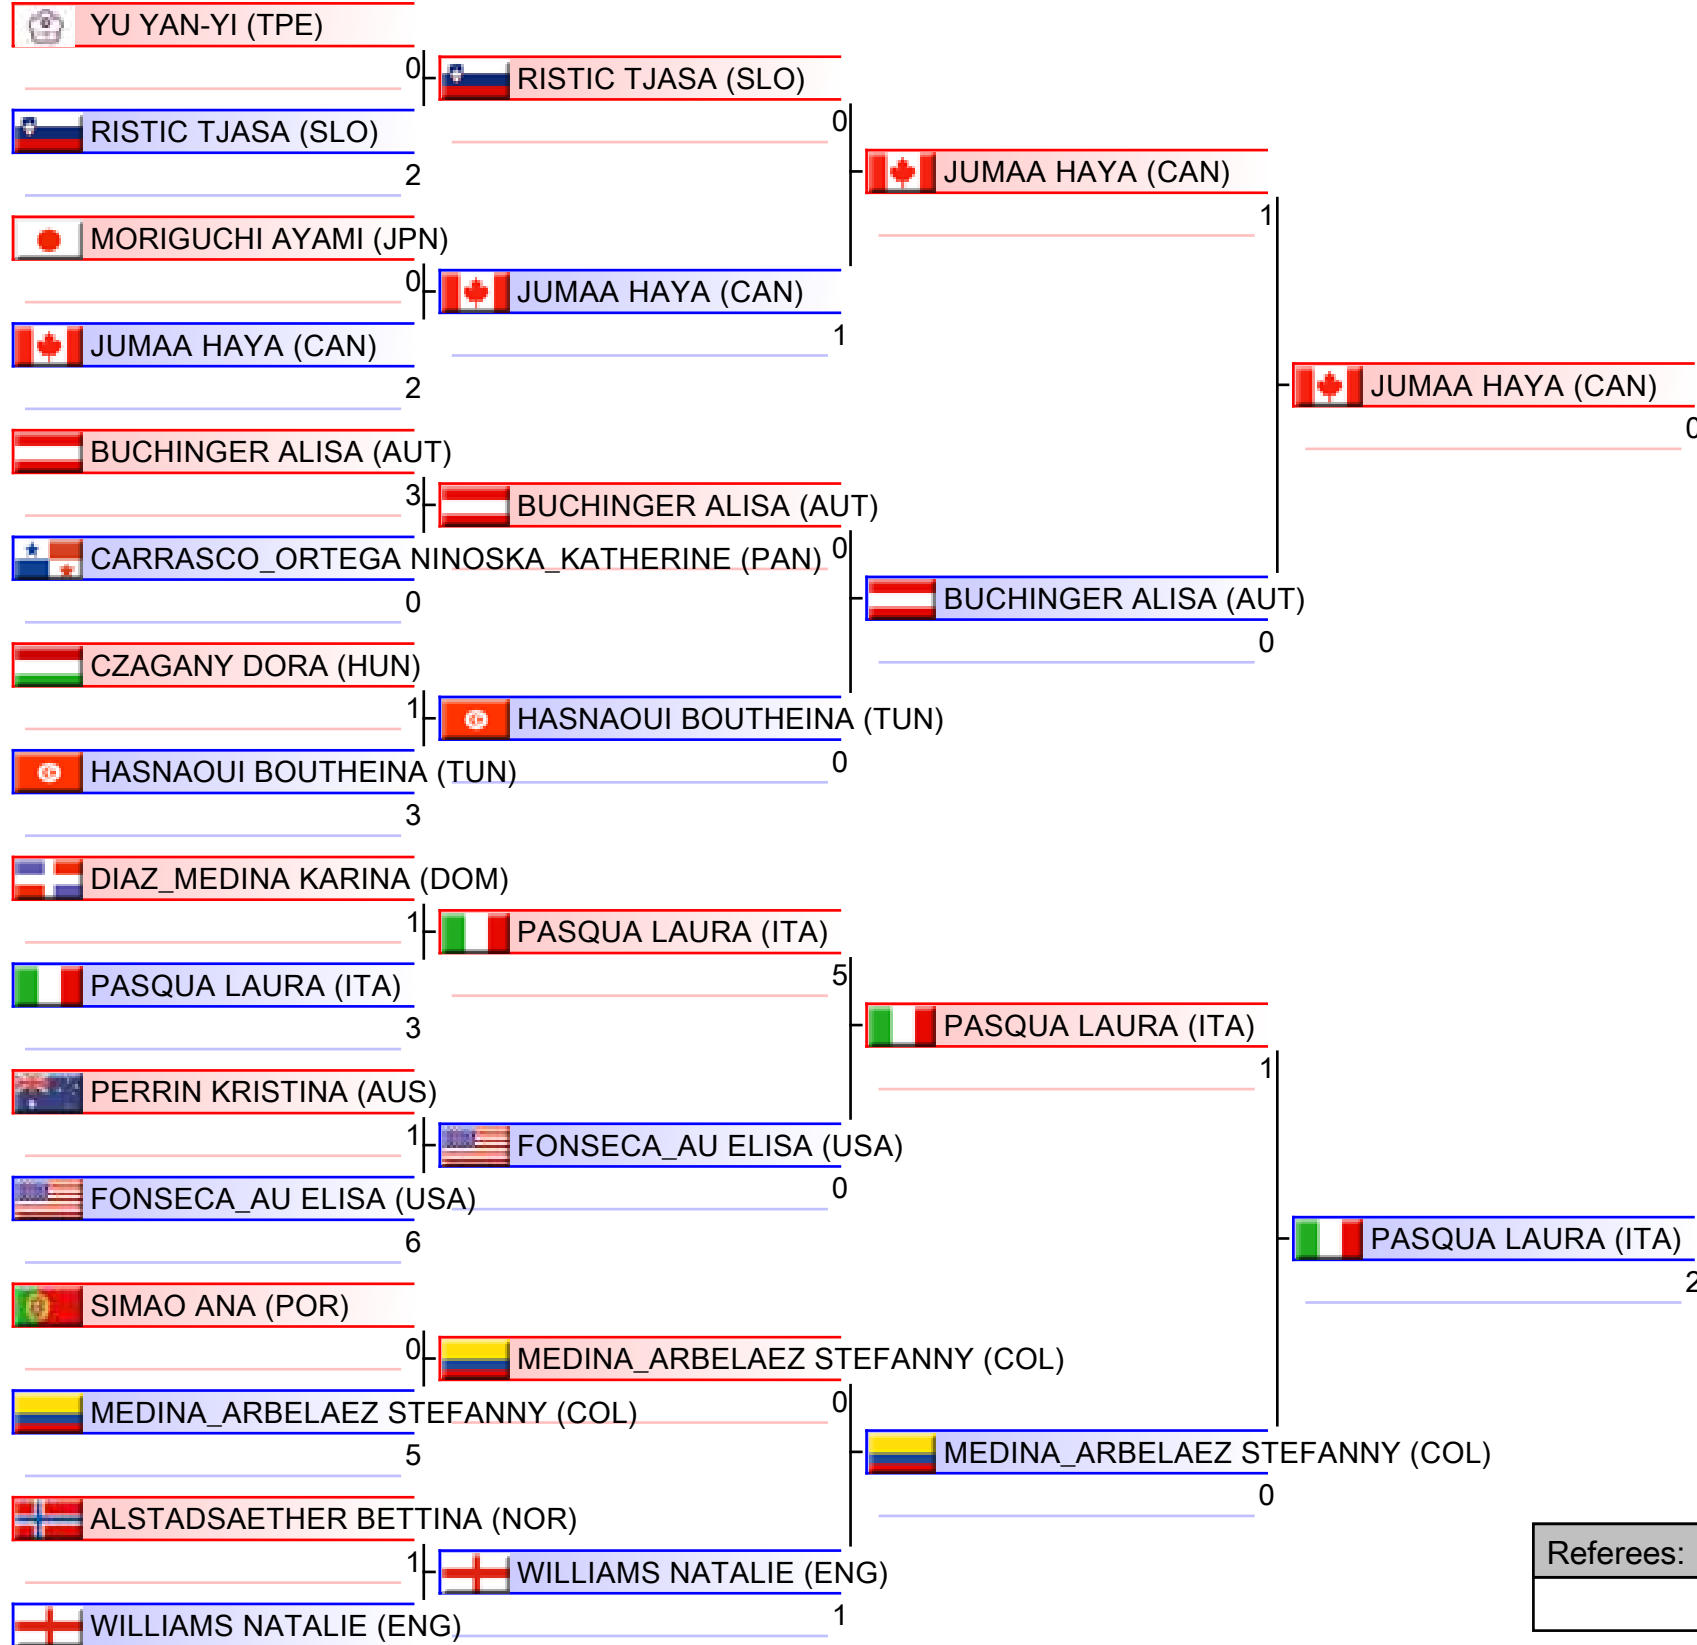 YU YAN-YI (TPE)
0
RISTIC TJASA (SLO)
RISTIC TJASA (SLO)
0
2
JUMAA HAYA (CAN)
1
MORIGUCHI AYAMI (JPN)
0
JUMAA HAYA (CAN)
JUMAA HAYA (CAN)
1
2
JUMAA HAYA (CAN)
0
BUCHINGER ALISA (AUT)
3
BUCHINGER ALISA (AUT)
CARRASCO_ORTEGA NINOSKA_KATHERINE (PAN)
0
0
BUCHINGER ALISA (AUT)
0
CZAGANY DORA (HUN)
1
HASNAOUI BOUTHEINA (TUN)
HASNAOUI BOUTHEINA (TUN)
0
3
DIAZ_MEDINA KARINA (DOM)
1
PASQUA LAURA (ITA)
PASQUA LAURA (ITA)
5
3
PASQUA LAURA (ITA)
1
PERRIN KRISTINA (AUS)
1
FONSECA_AU ELISA (USA)
FONSECA_AU ELISA (USA)
0
6
PASQUA LAURA (ITA)
2
SIMAO ANA (POR)
0
MEDINA_ARBELAEZ STEFANNY (COL)
MEDINA_ARBELAEZ STEFANNY (COL)
0
5
MEDINA_ARBELAEZ STEFANNY (COL)
0
ALSTADSAETHER BETTINA (NOR)
1
WILLIAMS NATALIE (ENG)
WILLIAMS NATALIE (ENG)
1
Referees: